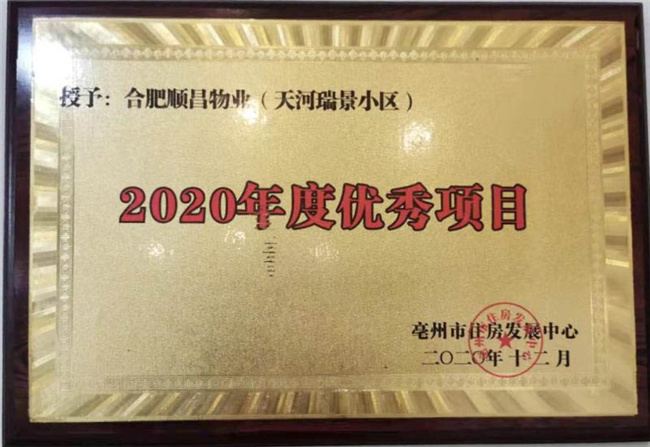 授予：合肥顺昌物业（天河瑞景小区）
2020年度优秀项目
亳州市住房发展中心
二〇二〇年十二月